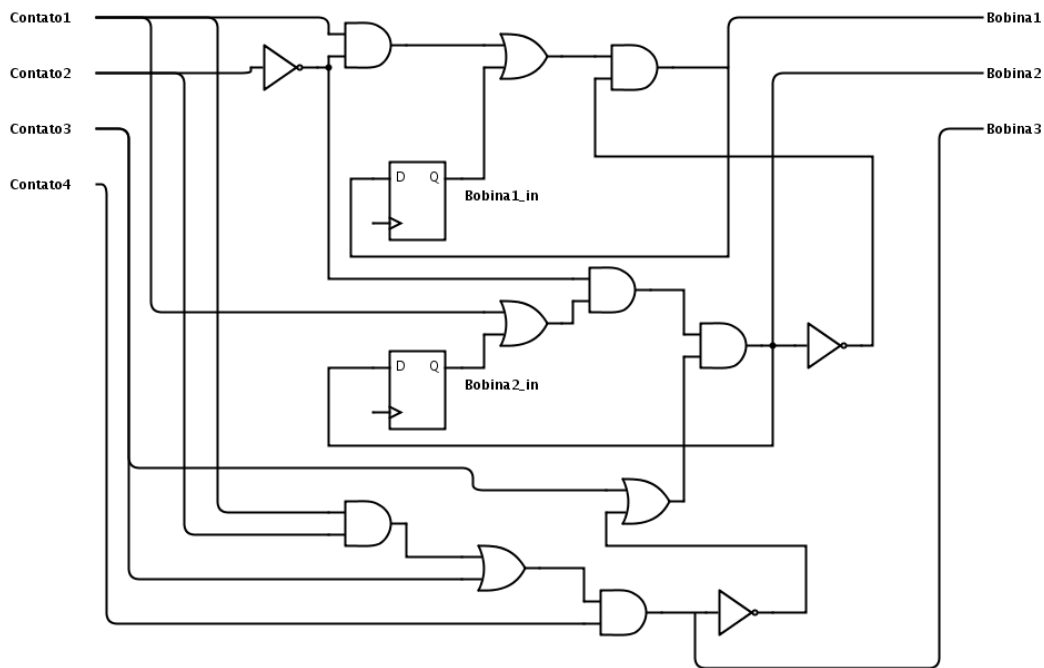 Contato1
Bobina1
Contato2
Bobina2
Contato3
Bobina3
D Q
Contato4
Bobina1_in
D Q
Bobina2_in